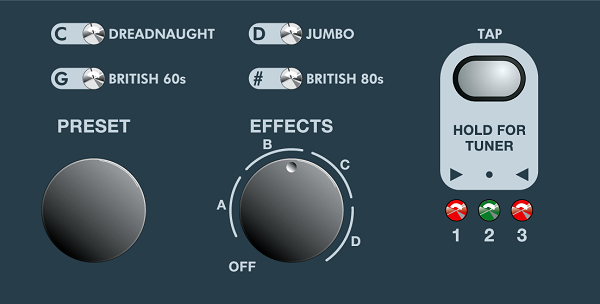 C DREADNAUGHT
D JUMBO
G BRITISH 60s
# BRITISH 80s
TAP
HOLD FOR
TUNER
PRESET
EFFECTS
A
B
C
D
OFF
1 2 3